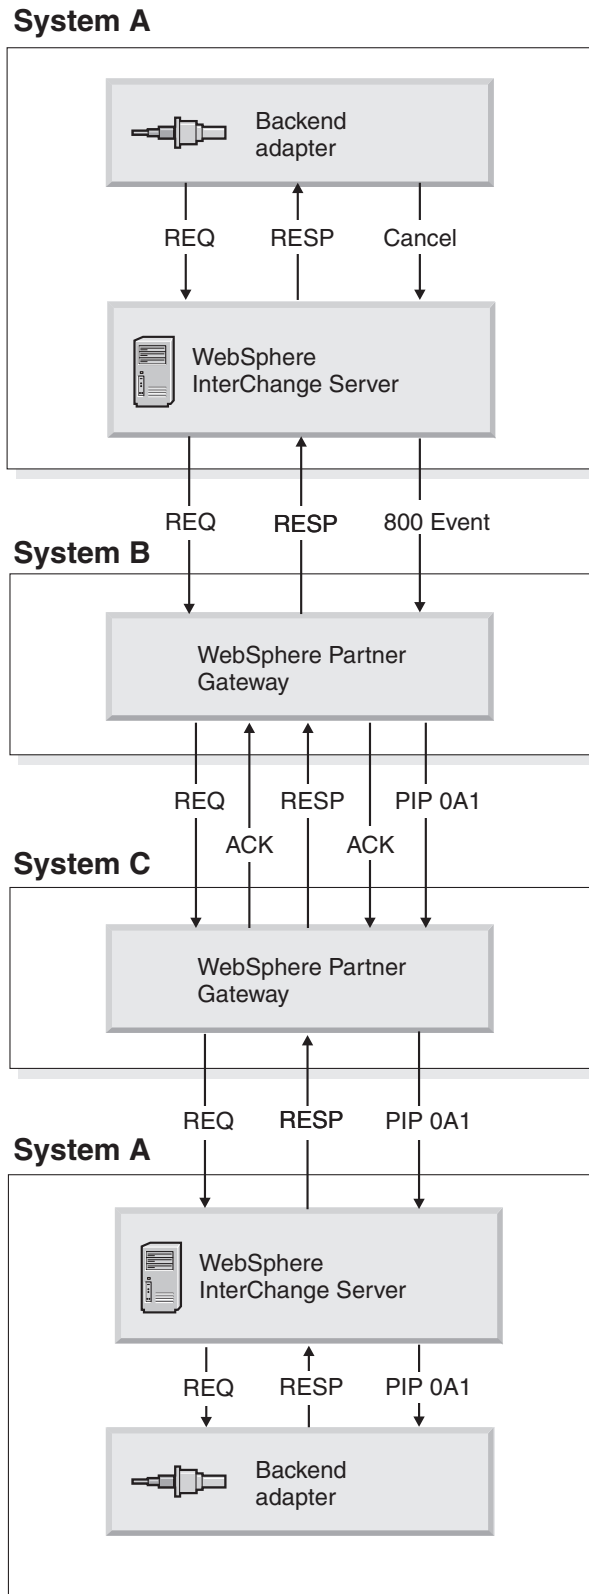 System A
Backend
adapter
REQ RESP Cancel
WebSphere
InterChange Server
REQ RESP 800 Event
System B
WebSphere Partner
Gateway
REQ RESP PIP 0A1
ACK ACK
System C
WebSphere Partner
Gateway
REQ RESP PIP 0A1
System A
WebSphere
InterChange Server
REQ RESP PIP 0A1
Backend
adapter